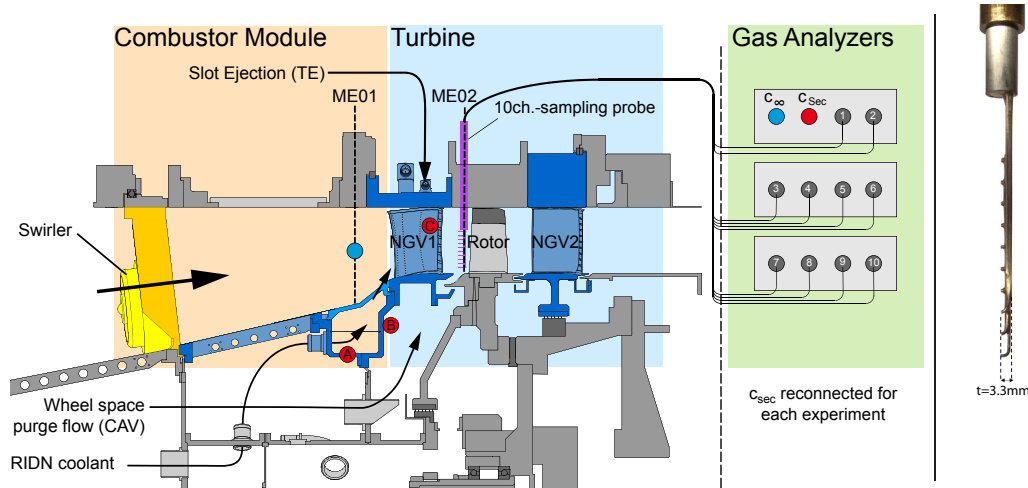 Combustor Module
Turbine
Gas Analyzers
Slot Ejection (TE)
ME01
ME02
10ch.-sampling probe
c∞
cSec
1
2
3
4
5
6
7
8
9
10
Swirler
NGV1
C
Rotor
NGV2
B
A
Wheel space
purge flow (CAV)
RIDN coolant
csec reconnected for
each experiment
t=3.3mm